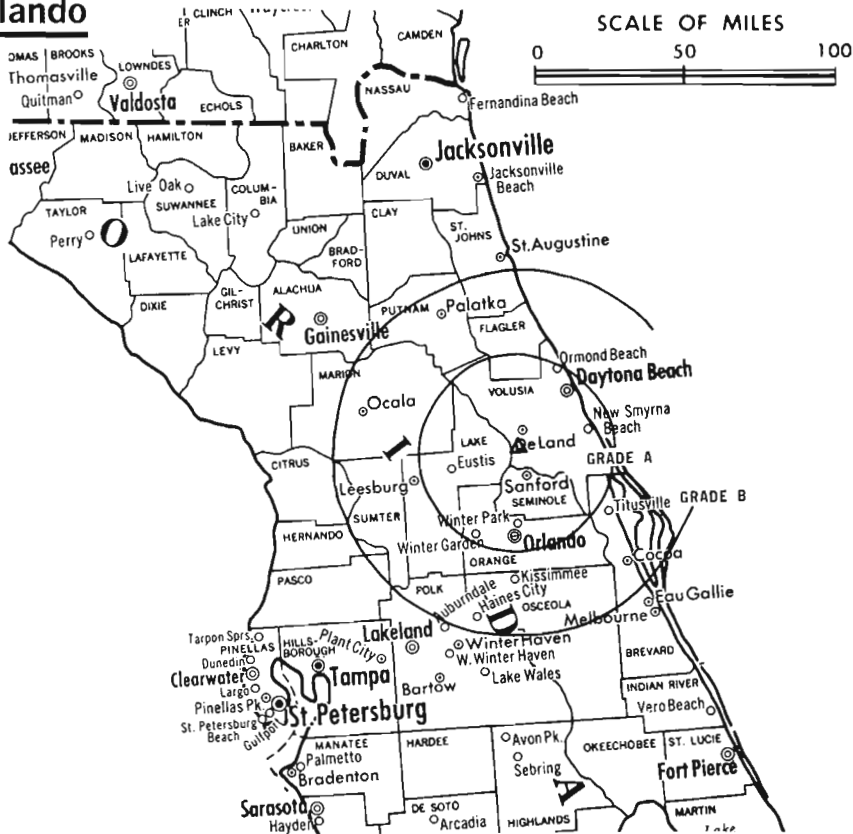 lando
SCALE OF MILES
0 50 100
CLINCH
ER
CHARLTON
CAMDEN
OMAS
BROOKS
LOWNDES
Thomasville
Quitman
Valdosta
ECHOLS
NASSAU
Fernandina Beach
JEFFERSON
MADISON
HAMILTON
BAKER
assee
Jacksonville
DUVAL
Jacksonville
Beach
Live Oak
SUWANNEE
COLUM-
BIA
Lake City
TAYLOR
Perry
O
LAFAYETTE
UNION
CLAY
ST.
JOHNS
St. Augustine
BRAD-
FORD
DIXIE
GIL-
CHRIST
ALACHUA
R
Gainesville
PUTNAM
Palatka
FLAGLER
LEVY
MARION
Ormond Beach
Daytona Beach
VOLUSIA
Ocala
New Smyrna
Beach
I
LAKE
DeLand
GRADE A
CITRUS
Eustis
Leesburg
Sanford
SEMINOLE
Titusville
GRADE B
SUMTER
Winter Park
HERNANDO
Winter Garden
Orlando
ORANGE
Cocoa
PASCO
POLK
Kissimmee
Auburndale
Haines City
OSCEOLA
D
Eau Gallie
Melbourne
Tarpon Sprs.
PINELLAS
HILLS-
BOROUGH
Plant City
Lakeland
Winter Haven
W. Winter Haven
BREVARD
Dunedin
Clearwater
Tampa
Lake Wales
Largo
Bartow
INDIAN RIVER
Pinellas Pk.
St. Petersburg
Vero Beach
St. Petersburg
Beach
Gulfport
MANATEE
HARDEE
Avon Pk.
OKEECHOBEE
ST. LUCIE
Palmetto
Sebring
Fort Pierce
Bradenton
A
Sarasota
DE SOTO
Hayden
Arcadia
HIGHLANDS
MARTIN